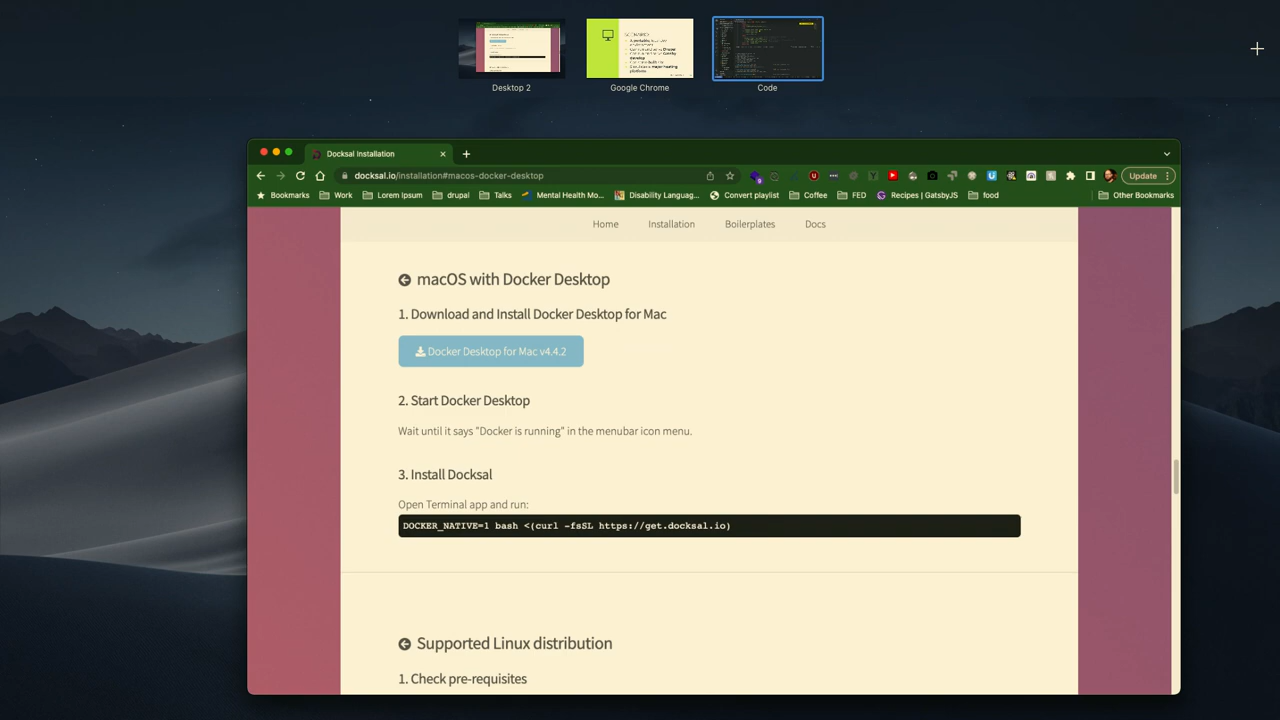 Desktop 2
Google Chrome
Code
Docksal Installation
docksal.io/installation#macos-docker-desktop
Update
Bookmarks
Work
Lorem Ipsum
drupal
Talks
Mental Health Mo...
Disability Languag...
Convert playlist
Coffee
FED
Recipes | GatsbyJS
food
Other Bookmarks
Home
Installation
Boilerplates
Docs
macOS with Docker Desktop
1. Download and Install Docker Desktop for Mac
Docker Desktop for Mac v4.4.2
2. Start Docker Desktop
Wait until it says "Docker is running" in the menubar icon menu.
3. Install Docksal
Open Terminal app and run:
DOCKER_NATIVE=1 bash <(curl -fsSL https://get.docksal.io)
Supported Linux distribution
1. Check pre-requisites